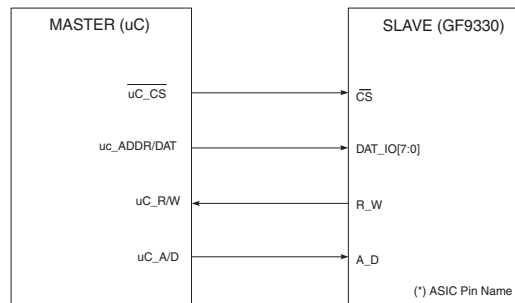 MASTER (uC)
SLAVE (GF9330)
uC_CS
CS
uc_ADDR/DAT
DAT_IO[7:0]
uC_R/W
R_W
uC_A/D
A_D
(*) ASIC Pin Name